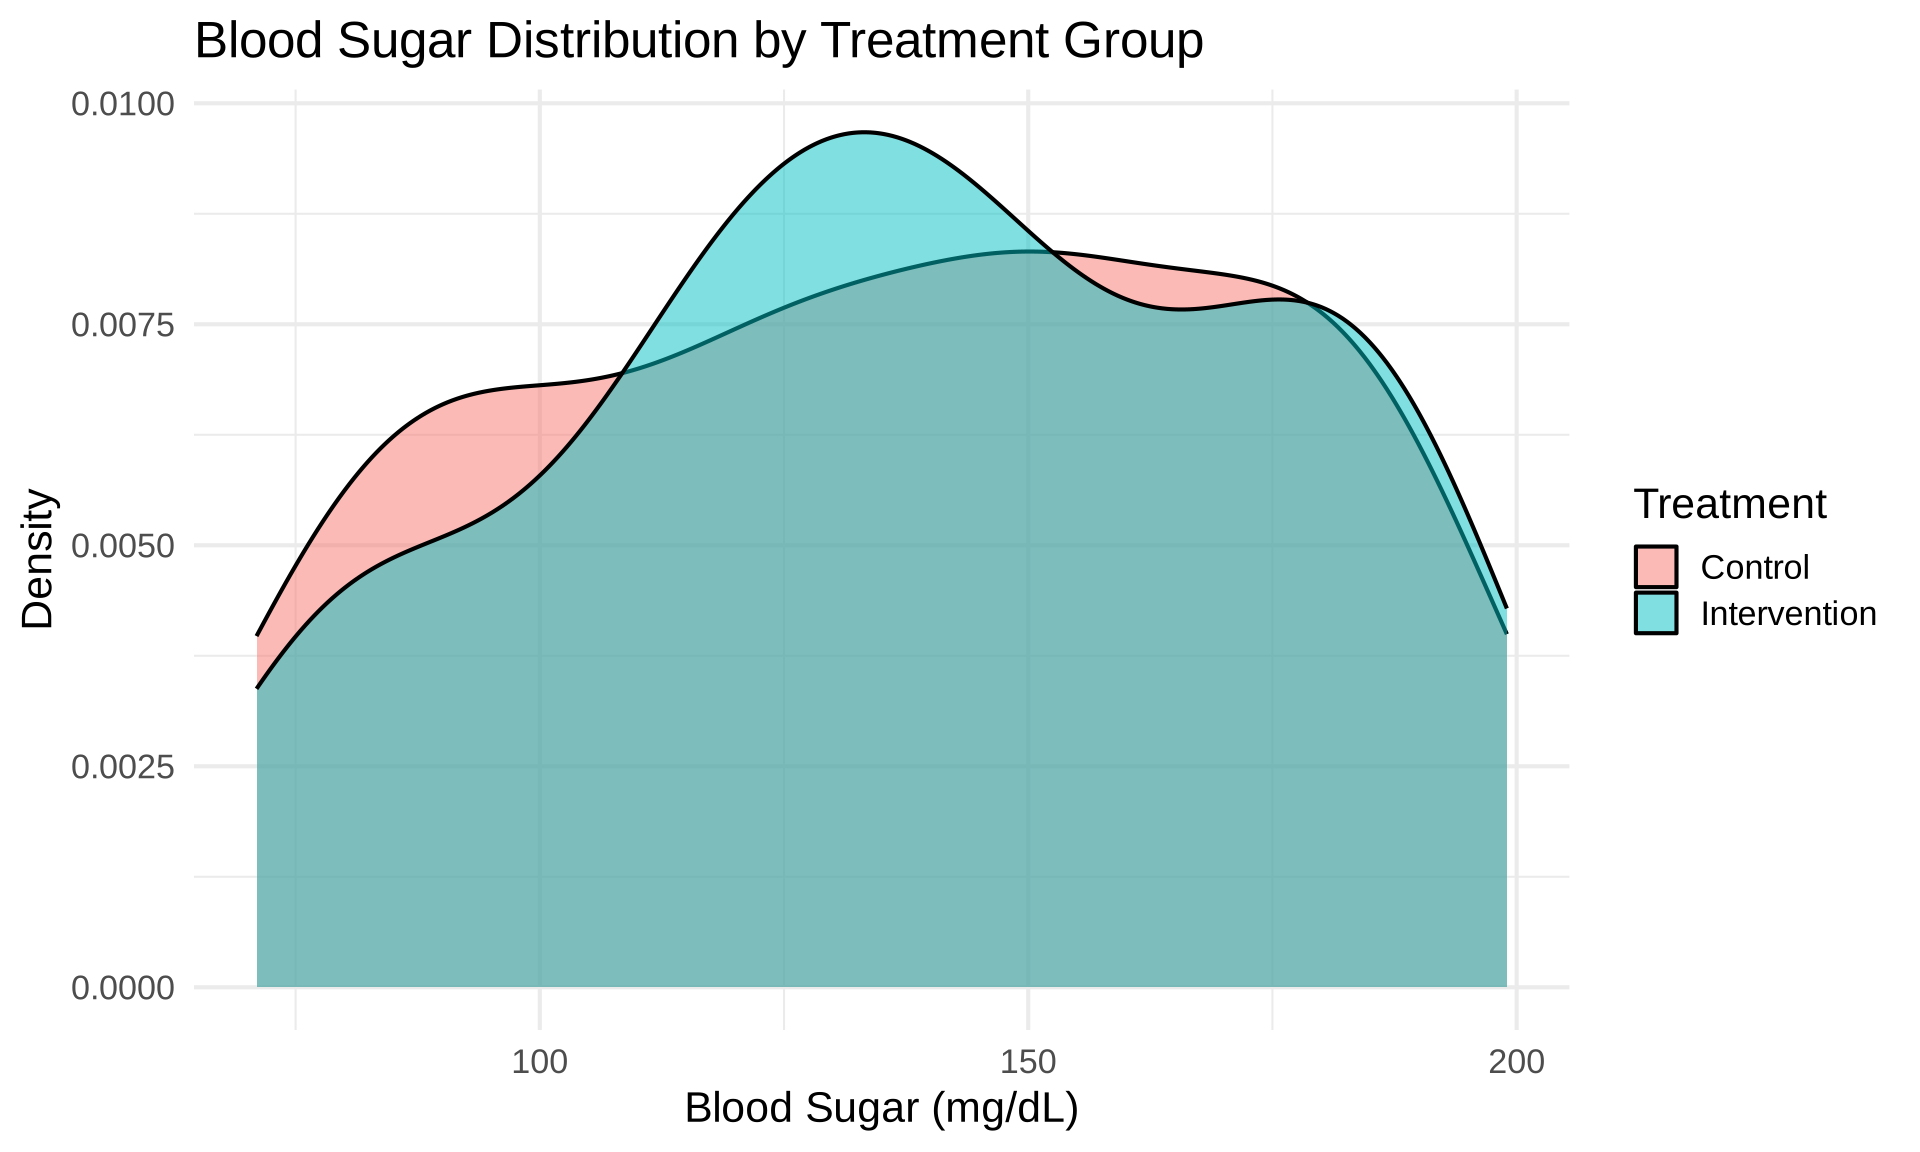 Blood Sugar Distribution by Treatment Group
0.0100
0.0075
0.0050
0.0025
0.0000
Density
100 150 200
Blood Sugar (mg/dL)
Treatment
Control
Intervention